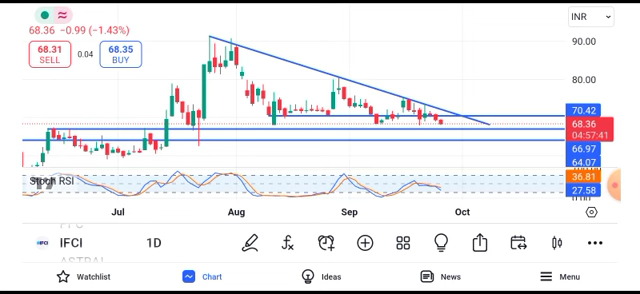 INR
68.36 −0.99 (−1.43%)
68.31
SELL
0.04
68.35
BUY
90.00
80.00
70.42
68.36
04:57:41
66.97
64.07
Stoch RSI
36.81
27.58
Jul
Aug
Sep
Oct
IFCI
1D
Watchlist
Chart
Ideas
News
Menu